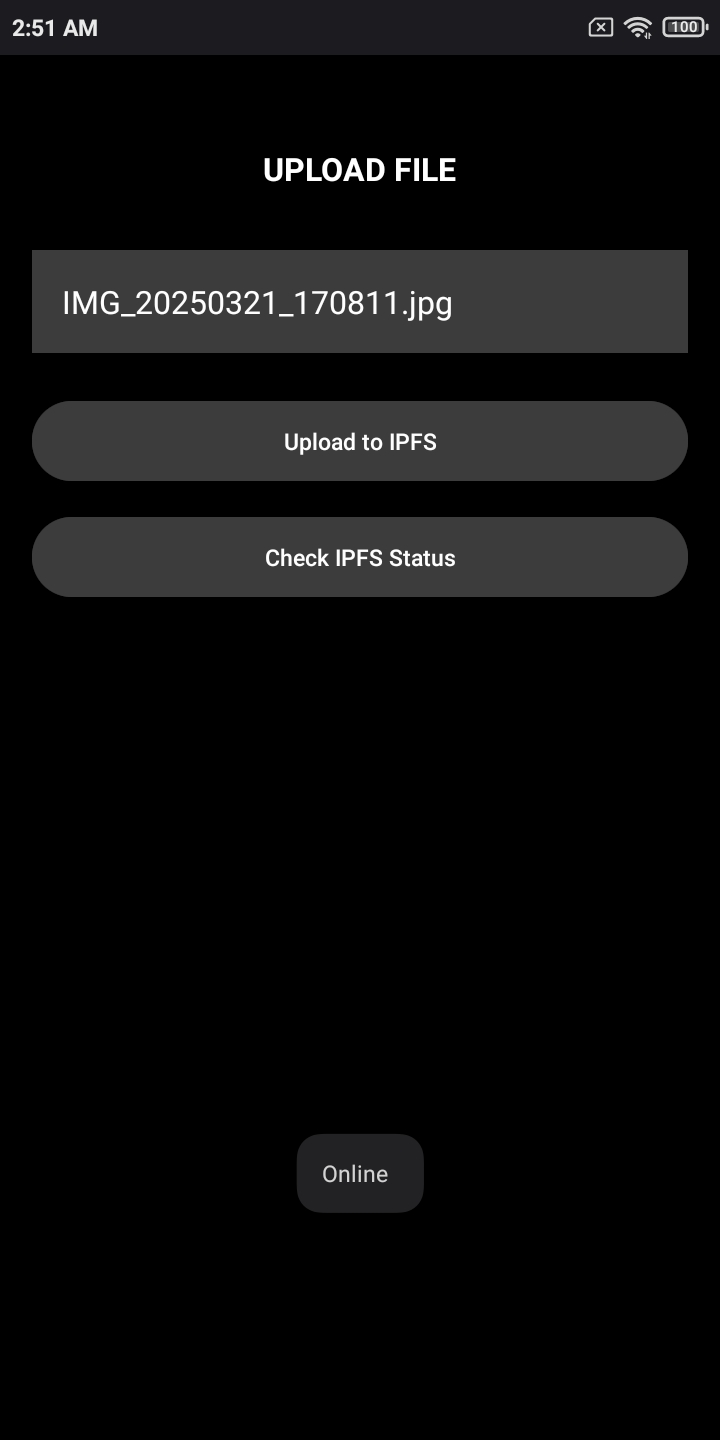 2:51 AM
100
UPLOAD FILE
IMG_20250321_170811.jpg
Upload to IPFS
Check IPFS Status
Online